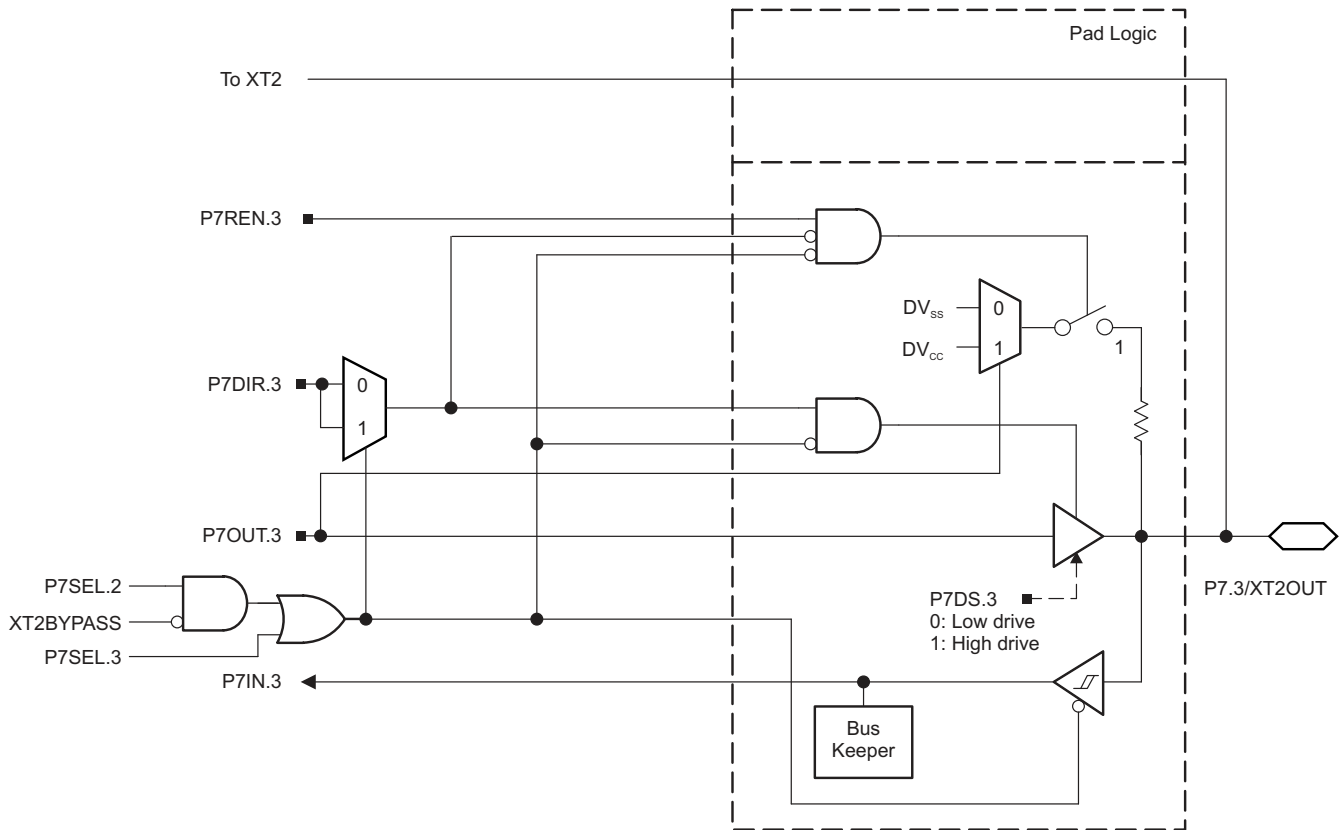 Pad Logic
To XT2
P7REN.3
DVSS
0
DVCC
1
1
P7DIR.3
0
1
P7OUT.3
P7SEL.2
XT2BYPASS
P7SEL.3
P7DS.3
0: Low drive
1: High drive
P7.3/XT2OUT
P7IN.3
Bus
Keeper